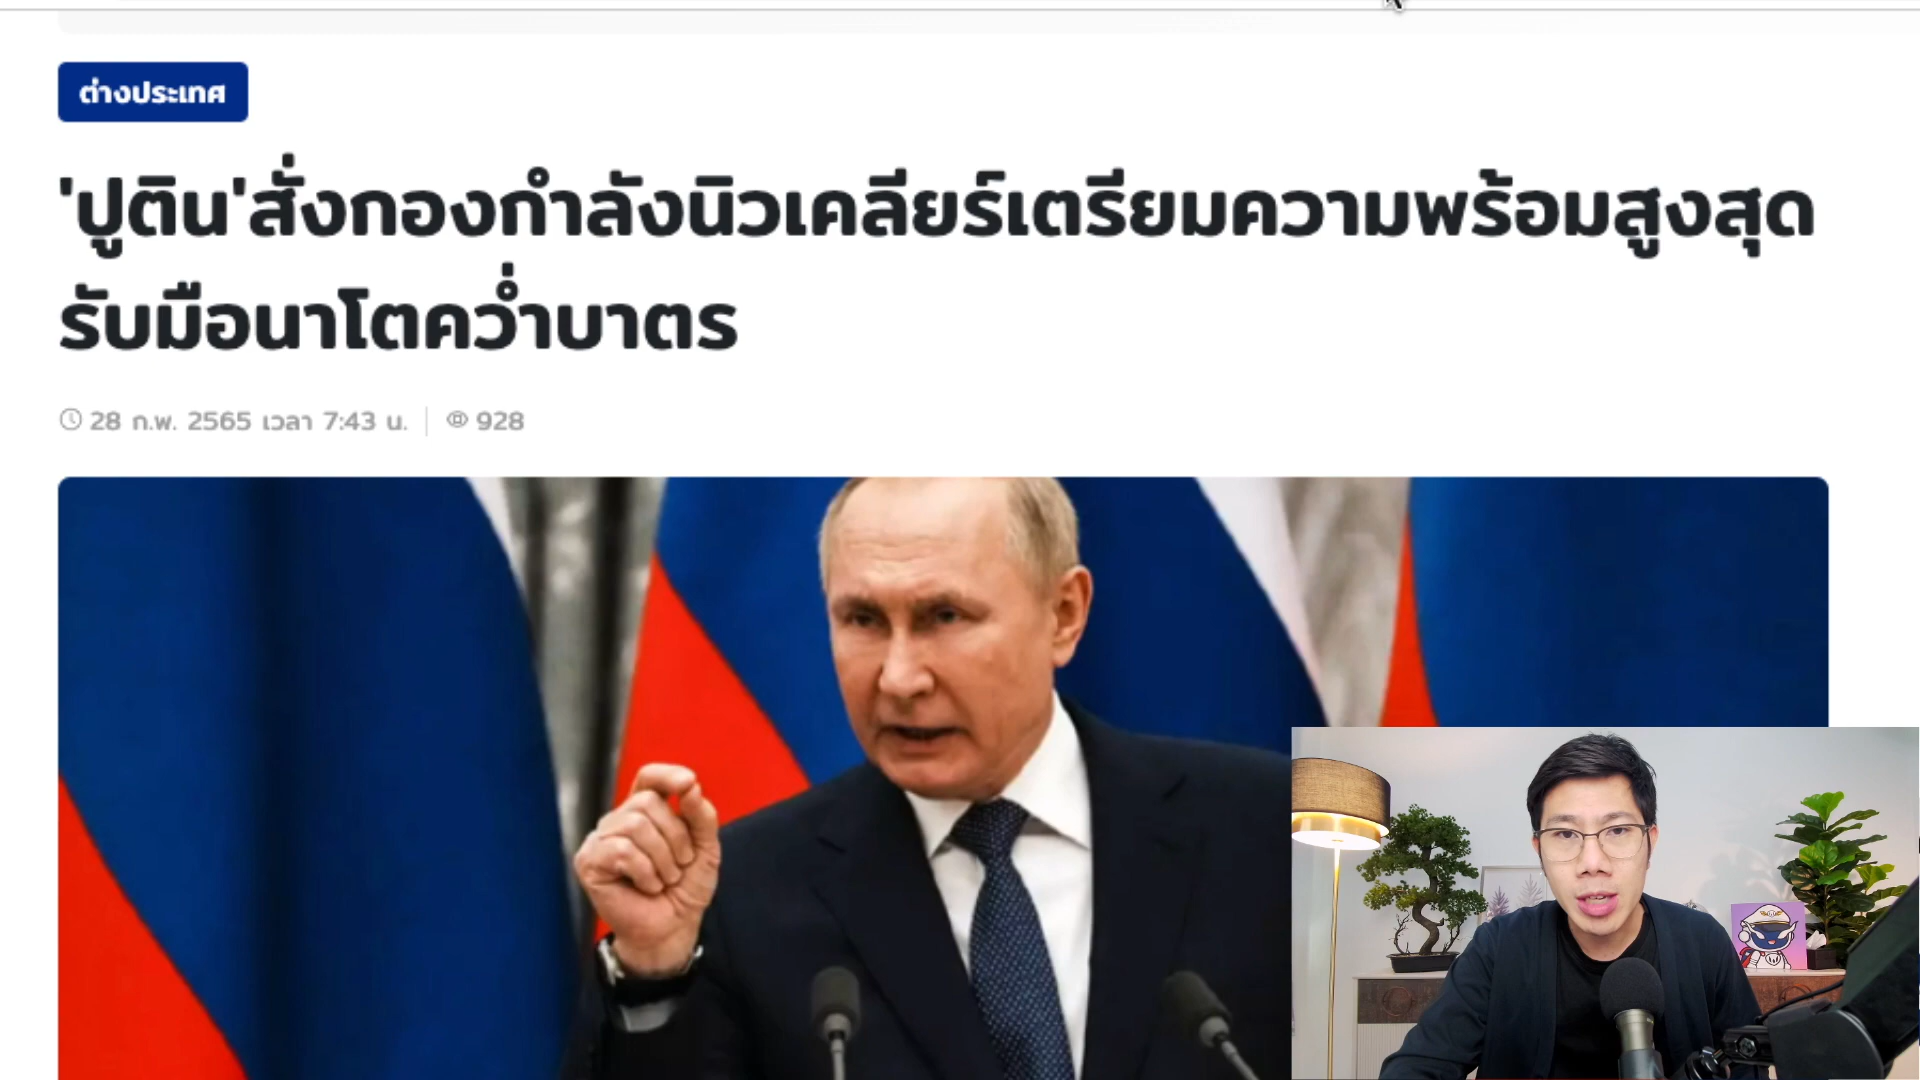 ต่างประเทศ
'ปูติน'สั่งกองกำลังนิวเคลียร์เตรียมความพร้อมสูงสุด
รับมือนาโตคว่ำบาตร
28 ก.พ. 2565 เวลา 7:43 น. 928